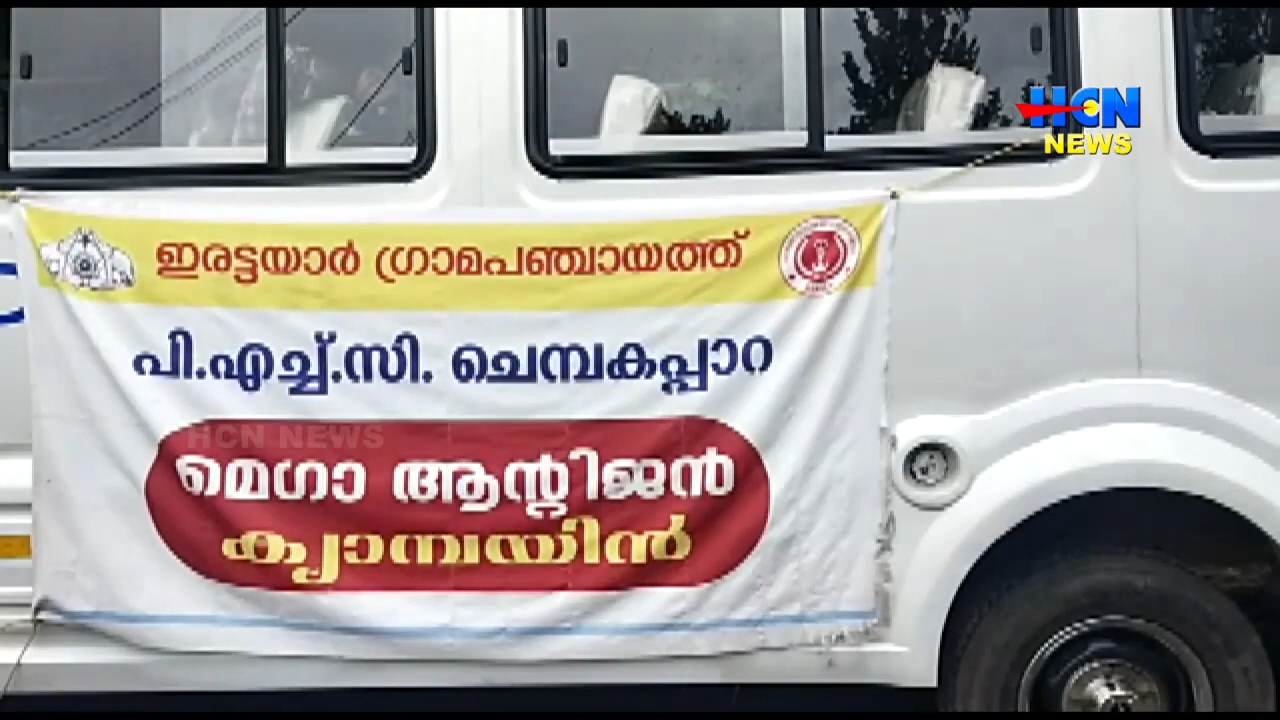 HCN
NEWS
ഇരട്ടയാർ ഗ്രാമപഞ്ചായത്ത്
പി.എച്ച്.സി. ചെമ്പകപ്പാറ
HCN NEWS
മെഗാ ആന്റിജൻ
ക്യാമ്പയിൻ